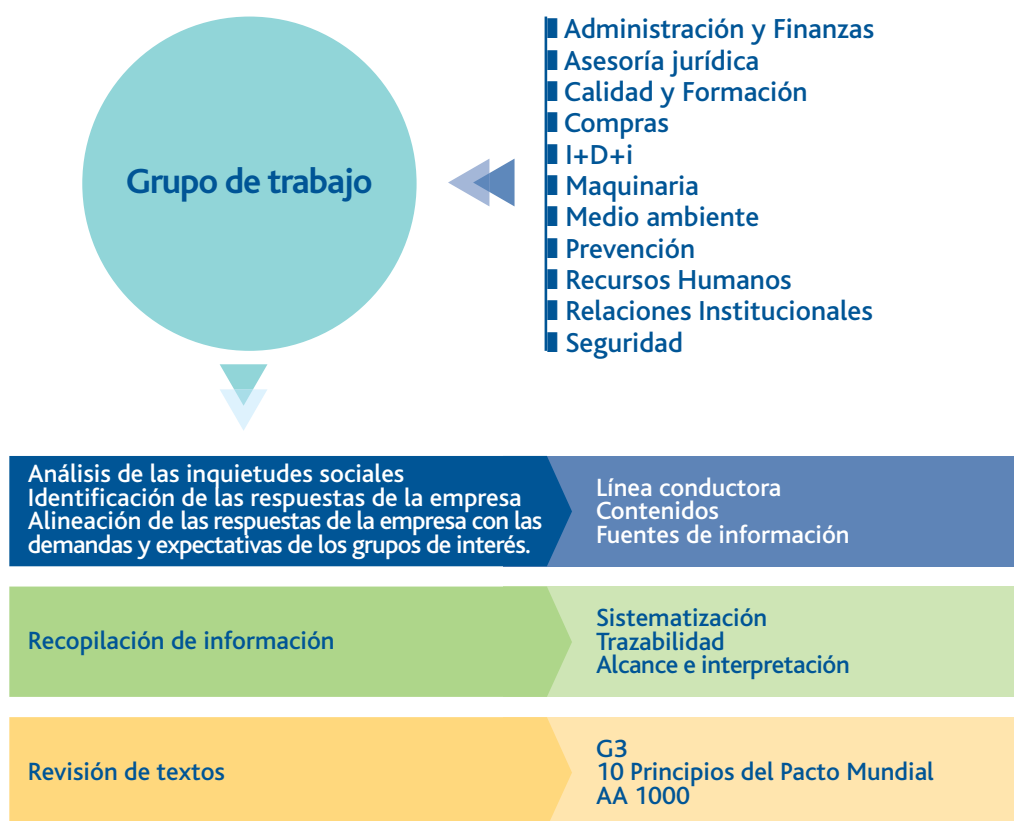 Grupo de trabajo
Administración y Finanzas
Asesoría jurídica
Calidad y Formación
Compras
I+D+i
Maquinaria
Medio ambiente
Prevención
Recursos Humanos
Relaciones Institucionales
Seguridad
Análisis de las inquietudes sociales
Identificación de las respuestas de la empresa
Alineación de las respuestas de la empresa con las
demandas y expectativas de los grupos de interés.
Línea conductora
Contenidos
Fuentes de información
Recopilación de información
Sistematización
Trazabilidad
Alcance e interpretación
Revisión de textos
G3
10 Principios del Pacto Mundial
AA 1000